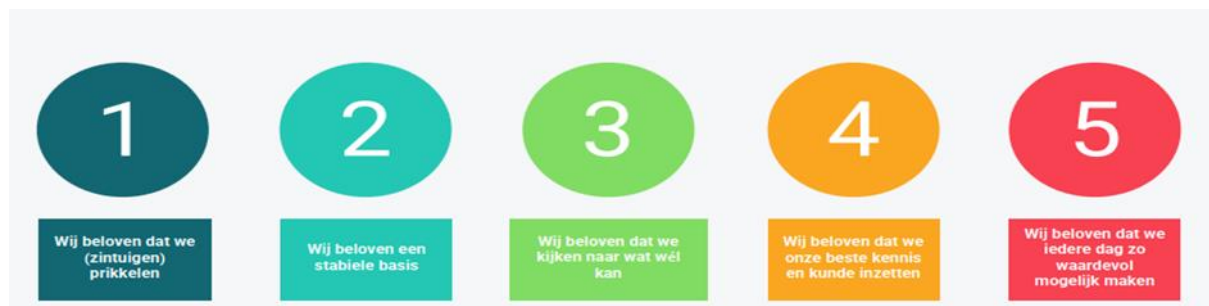 1
2
3
4
5
Wij beloven dat we
(zintuigen)
prikkelen
Wij beloven een
stabiele basis
Wij beloven dat we
kijken naar wat wél
kan
Wij beloven dat we
onze beste kennis
en kunde inzetten
Wij beloven dat we
iedere dag zo
waardevol
mogelijk maken